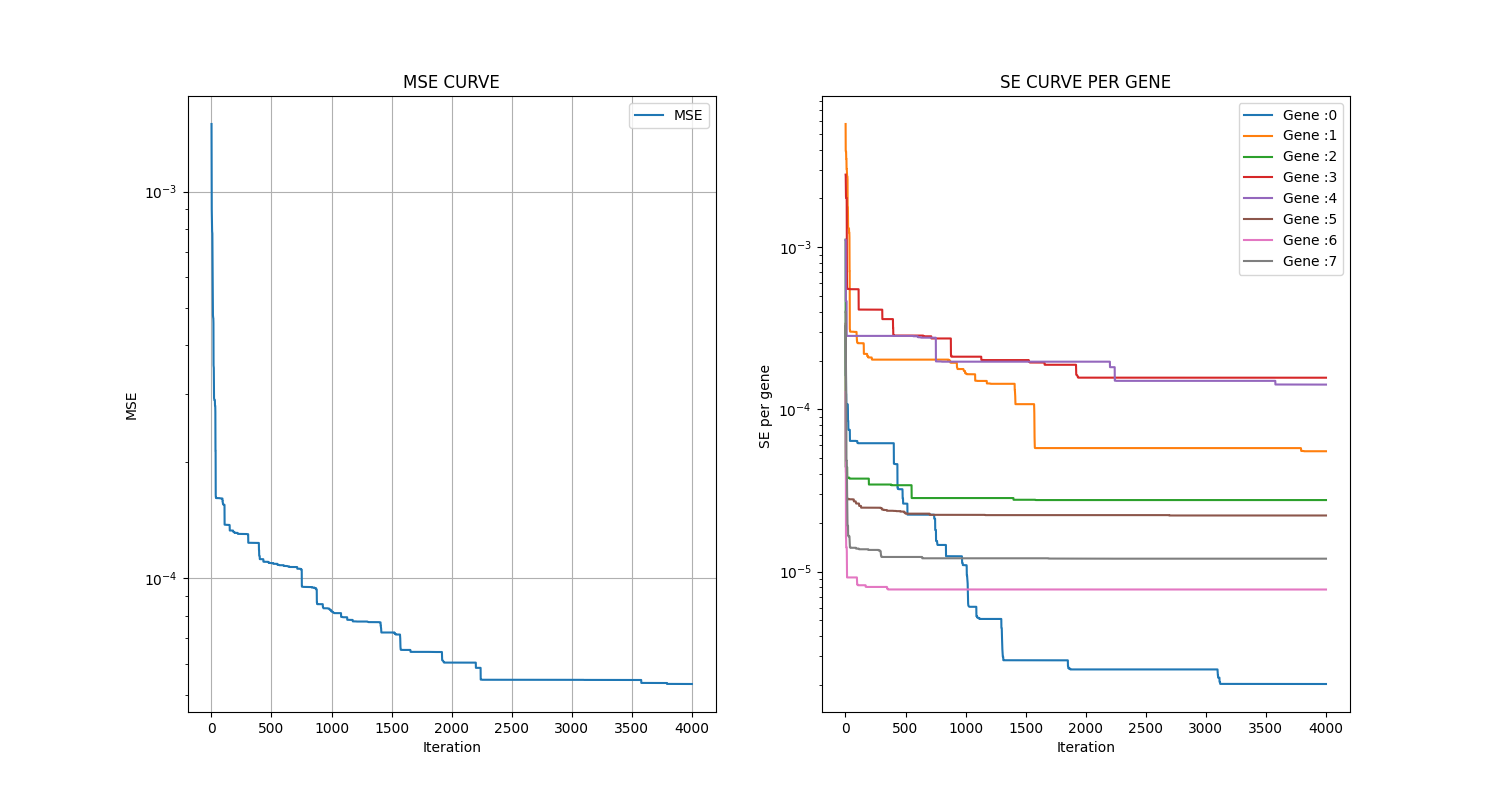 MSE CURVE
MSE
10⁻³
10⁻⁴
MSE
0 500 1000 1500 2000 2500 3000 3500 4000
Iteration
SE CURVE PER GENE
Gene :0
Gene :1
Gene :2
Gene :3
Gene :4
Gene :5
Gene :6
Gene :7
10⁻³
10⁻⁴
10⁻⁵
SE per gene
0 500 1000 1500 2000 2500 3000 3500 4000
Iteration